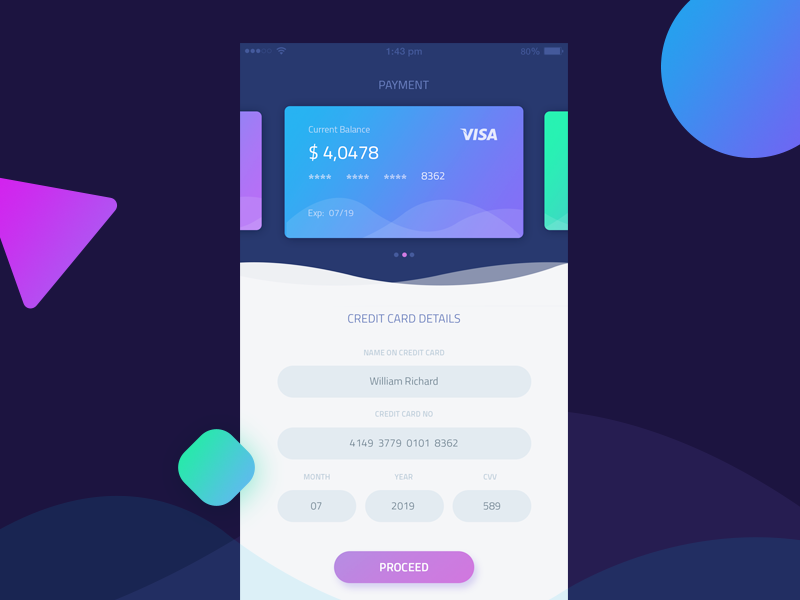 1:43 pm 80%
PAYMENT
Current Balance
VISA
$ 4,0478
**** **** **** 8362
Exp: 07/19
CREDIT CARD DETAILS
NAME ON CREDIT CARD
William Richard
CREDIT CARD NO
4149 3779 0101 8362
MONTH YEAR CVV
07 2019 589
PROCEED